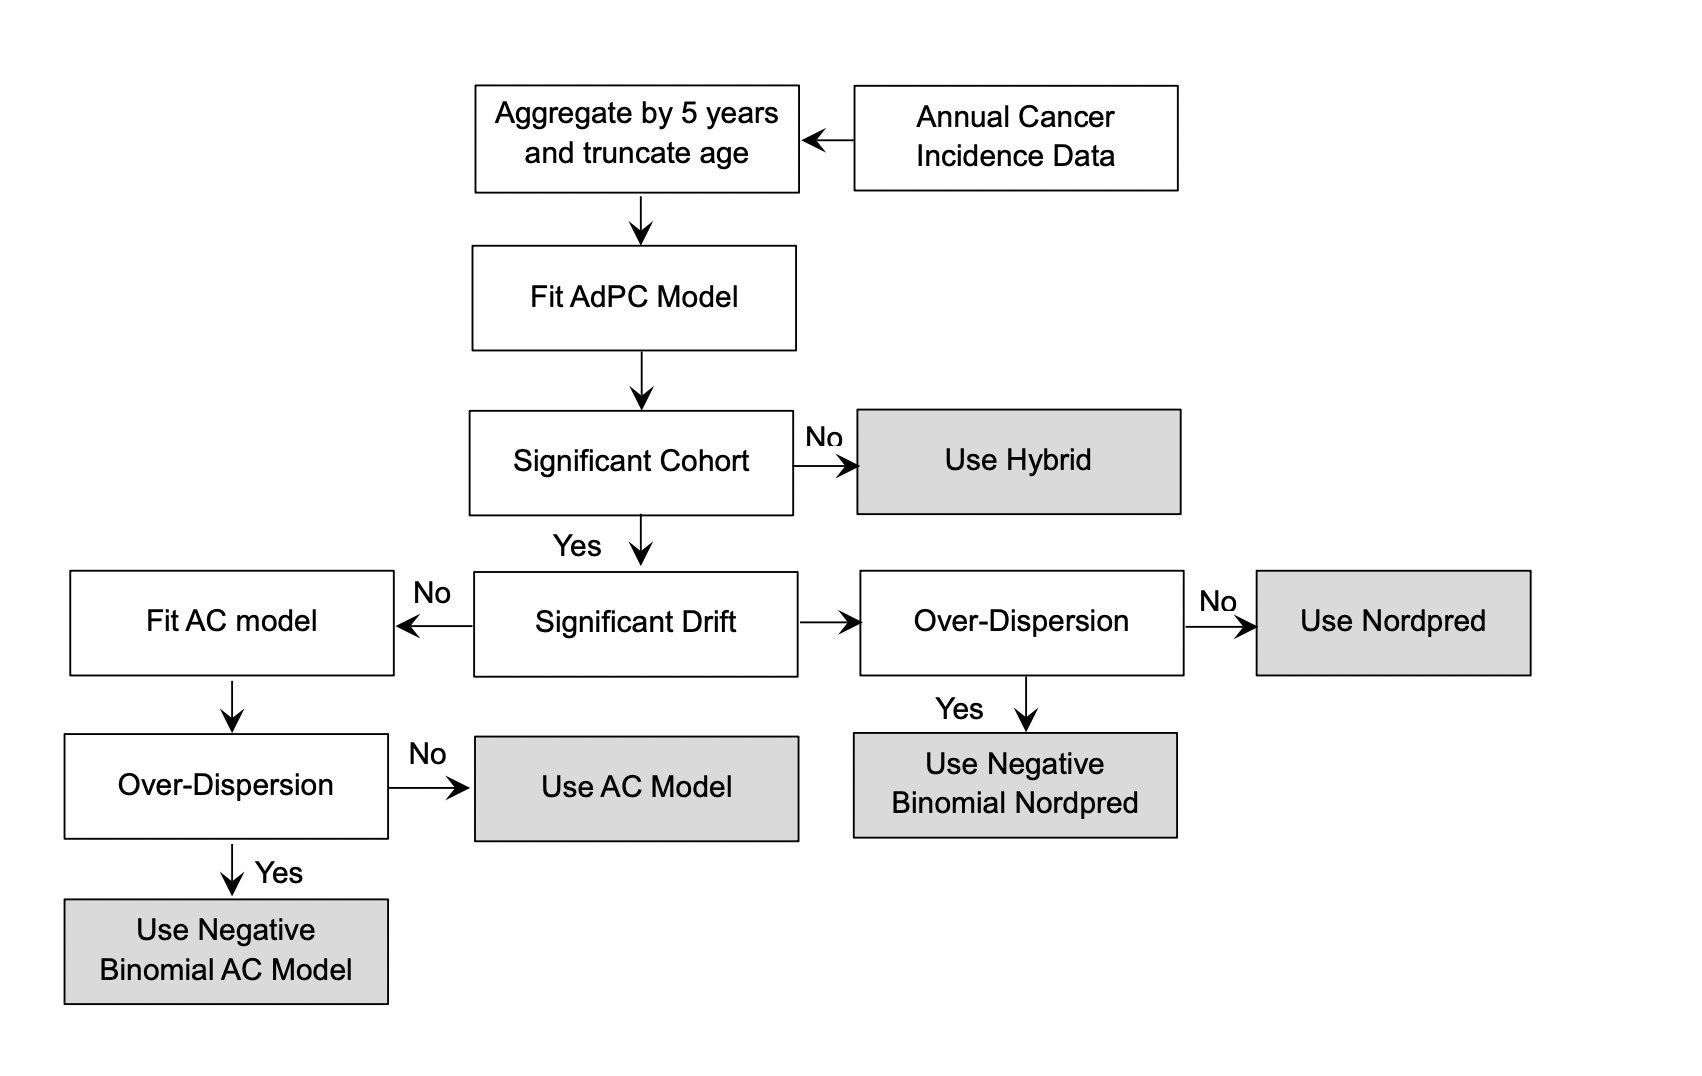 Aggregate by 5 years
and truncate age
Annual Cancer
Incidence Data
Fit AdPC Model
Significant Cohort
No
Use Hybrid
Yes
Fit AC model
No
Significant Drift
Over-Dispersion
No
Use Nordpred
Yes
Over-Dispersion
No
Use AC Model
Use Negative
Binomial Nordpred
Yes
Use Negative
Binomial AC Model